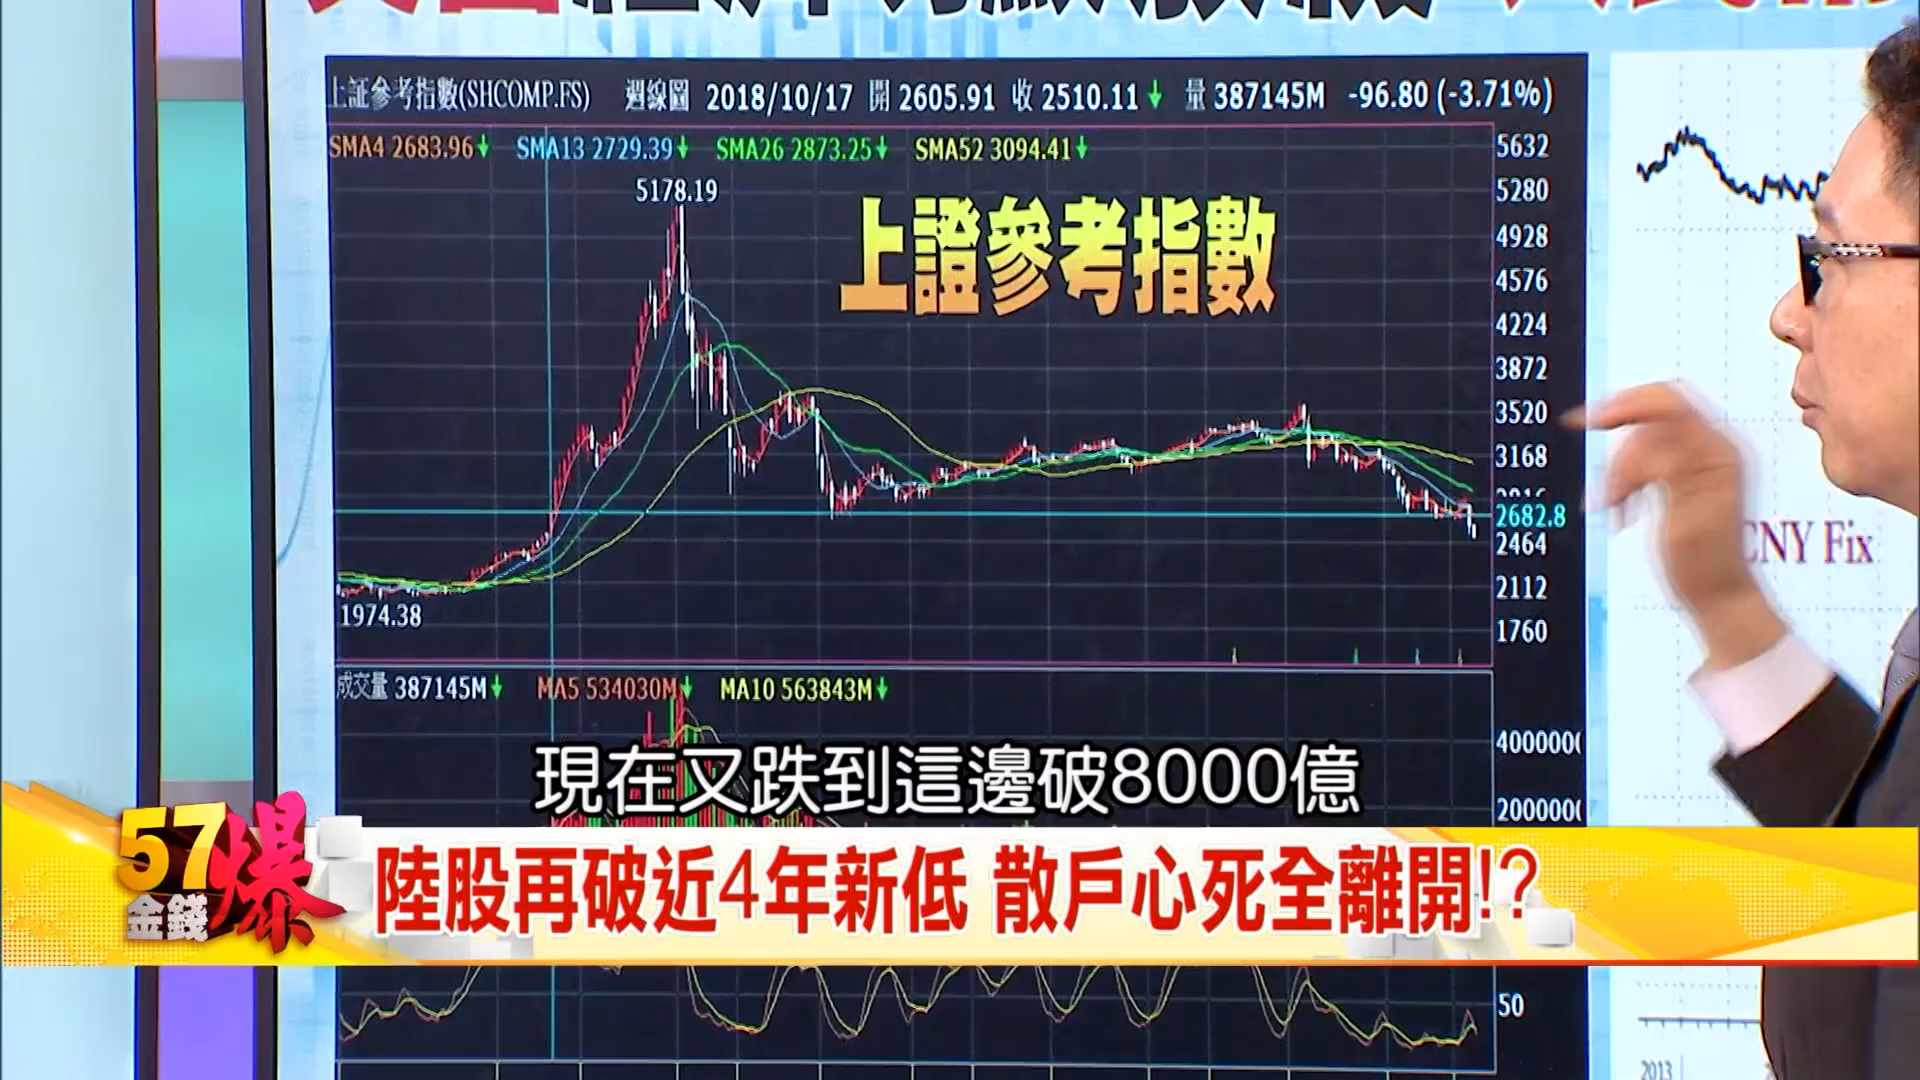 上証參考指數(SHCOMP.FS) 週線圖 2018/10/17 開 2605.91 收 2510.11↓ 量 387145M -96.80 (-3.71%)
SMA4 2683.96↓ SMA13 2729.39↓ SMA26 2873.25↓ SMA52 3094.41↓
5632
5178.19
5280
上證參考指數
4928
4576
4224
3872
3520
3168
2682.8
2464
2112
1974.38
1760
CNY Fix
成交量 387145M↓ MA5 534030M↓ MA10 563843M↓
400000
200000
現在又跌到這邊破8000億
57
金錢
爆
陸股再破近4年新低 散戶心死全離開!?
50
2013